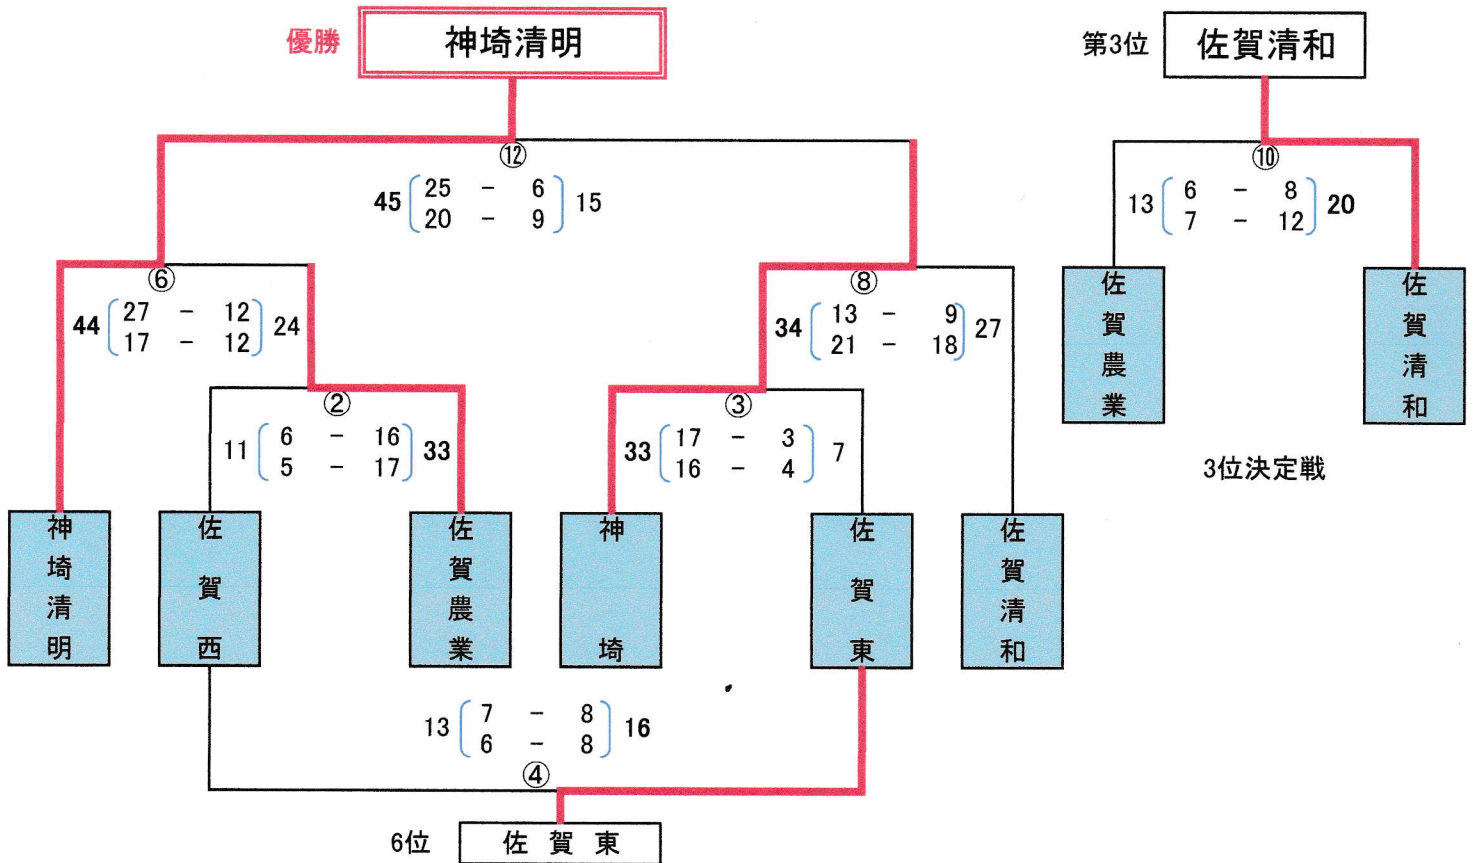 優勝 神埼清明
第3位 佐賀清和
⑫
45 25 - 6 15
20 - 9
⑩
13 6 - 8 20
7 - 12
佐賀農業
佐賀清和
3位決定戦
⑥
44 27 - 12 24
17 - 12
⑧
34 13 - 9 27
21 - 18
②
11 6 - 16 33
5 - 17
③
33 17 - 3 7
16 - 4
神埼清明
佐賀西
佐賀農業
神埼
佐賀東
佐賀清和
13 7 - 8 16
6 - 8
④
6位 佐賀東